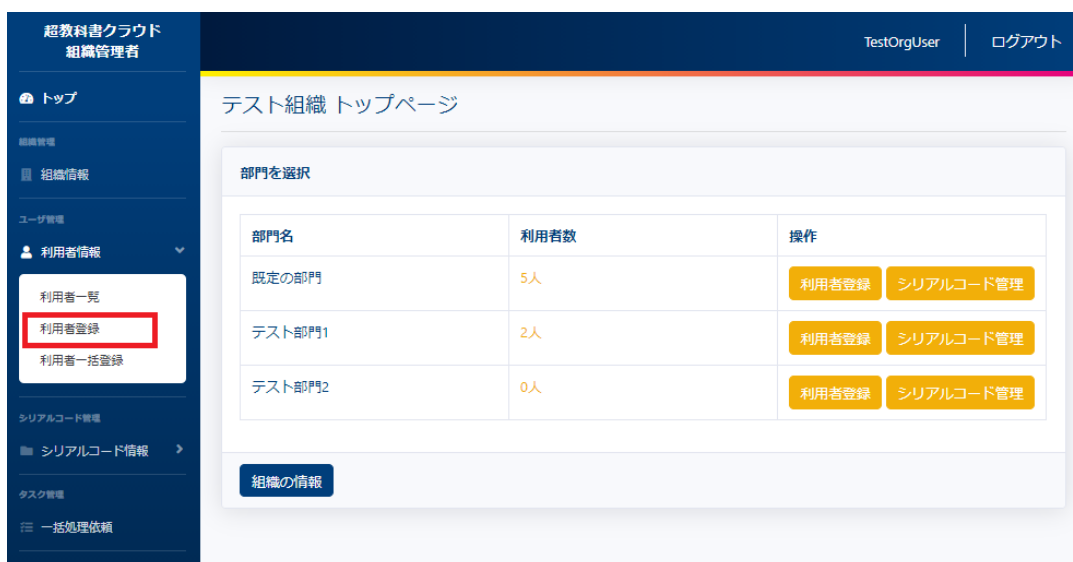 超教科書クラウド
組織管理者
TestOrgUser
ログアウト
トップ
組織管理
組織情報
ユーザ管理
利用者情報
利用者一覧
利用者登録
利用者一括登録
シリアルコード管理
シリアルコード情報
タスク管理
一括処理依頼
テスト組織 トップページ
部門を選択
部門名 利用者数 操作
既定の部門 5人 利用者登録 シリアルコード管理
テスト部門1 2人 利用者登録 シリアルコード管理
テスト部門2 0人 利用者登録 シリアルコード管理
組織の情報